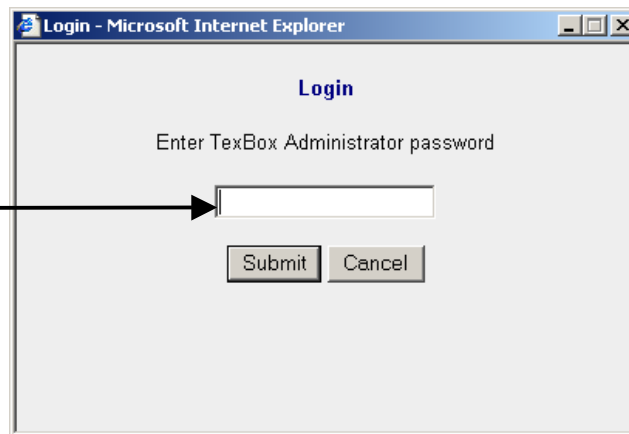 Login - Microsoft Internet Explorer
Login
Enter TexBox Administrator password
Submit Cancel